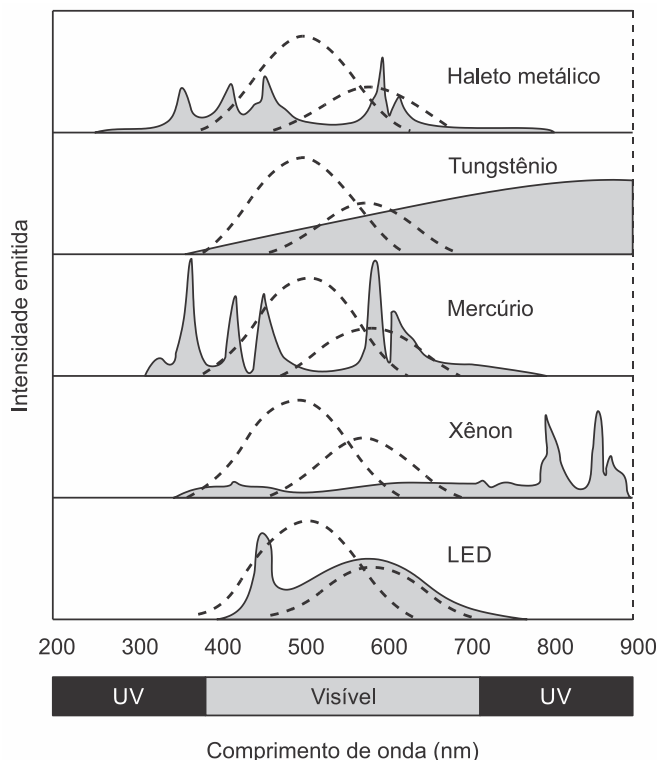 Haleto metálico
Tungstênio
Mercúrio
Xênon
LED
Intensidade emitida
200 300 400 500 600 700 800 900
UV Visível UV
Comprimento de onda (nm)